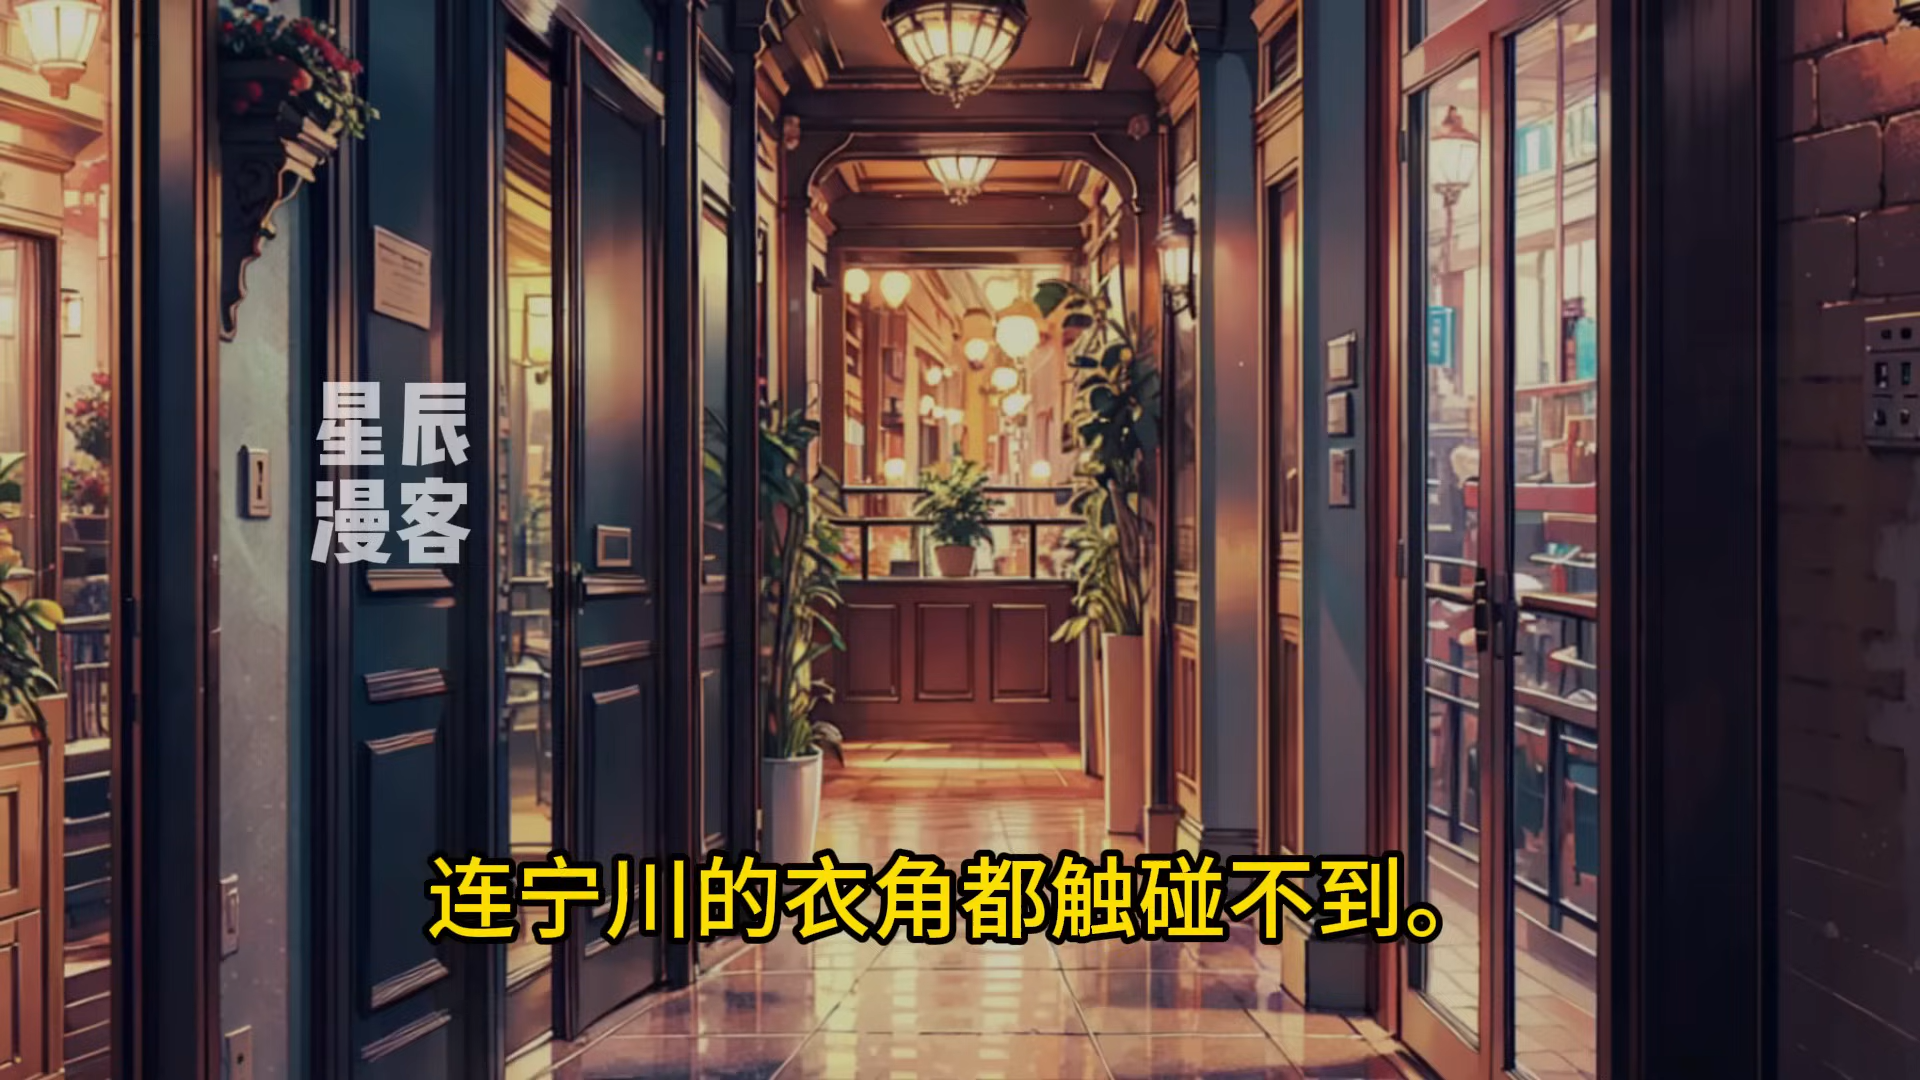 星辰
漫客
连宁川的衣角都触碰不到。